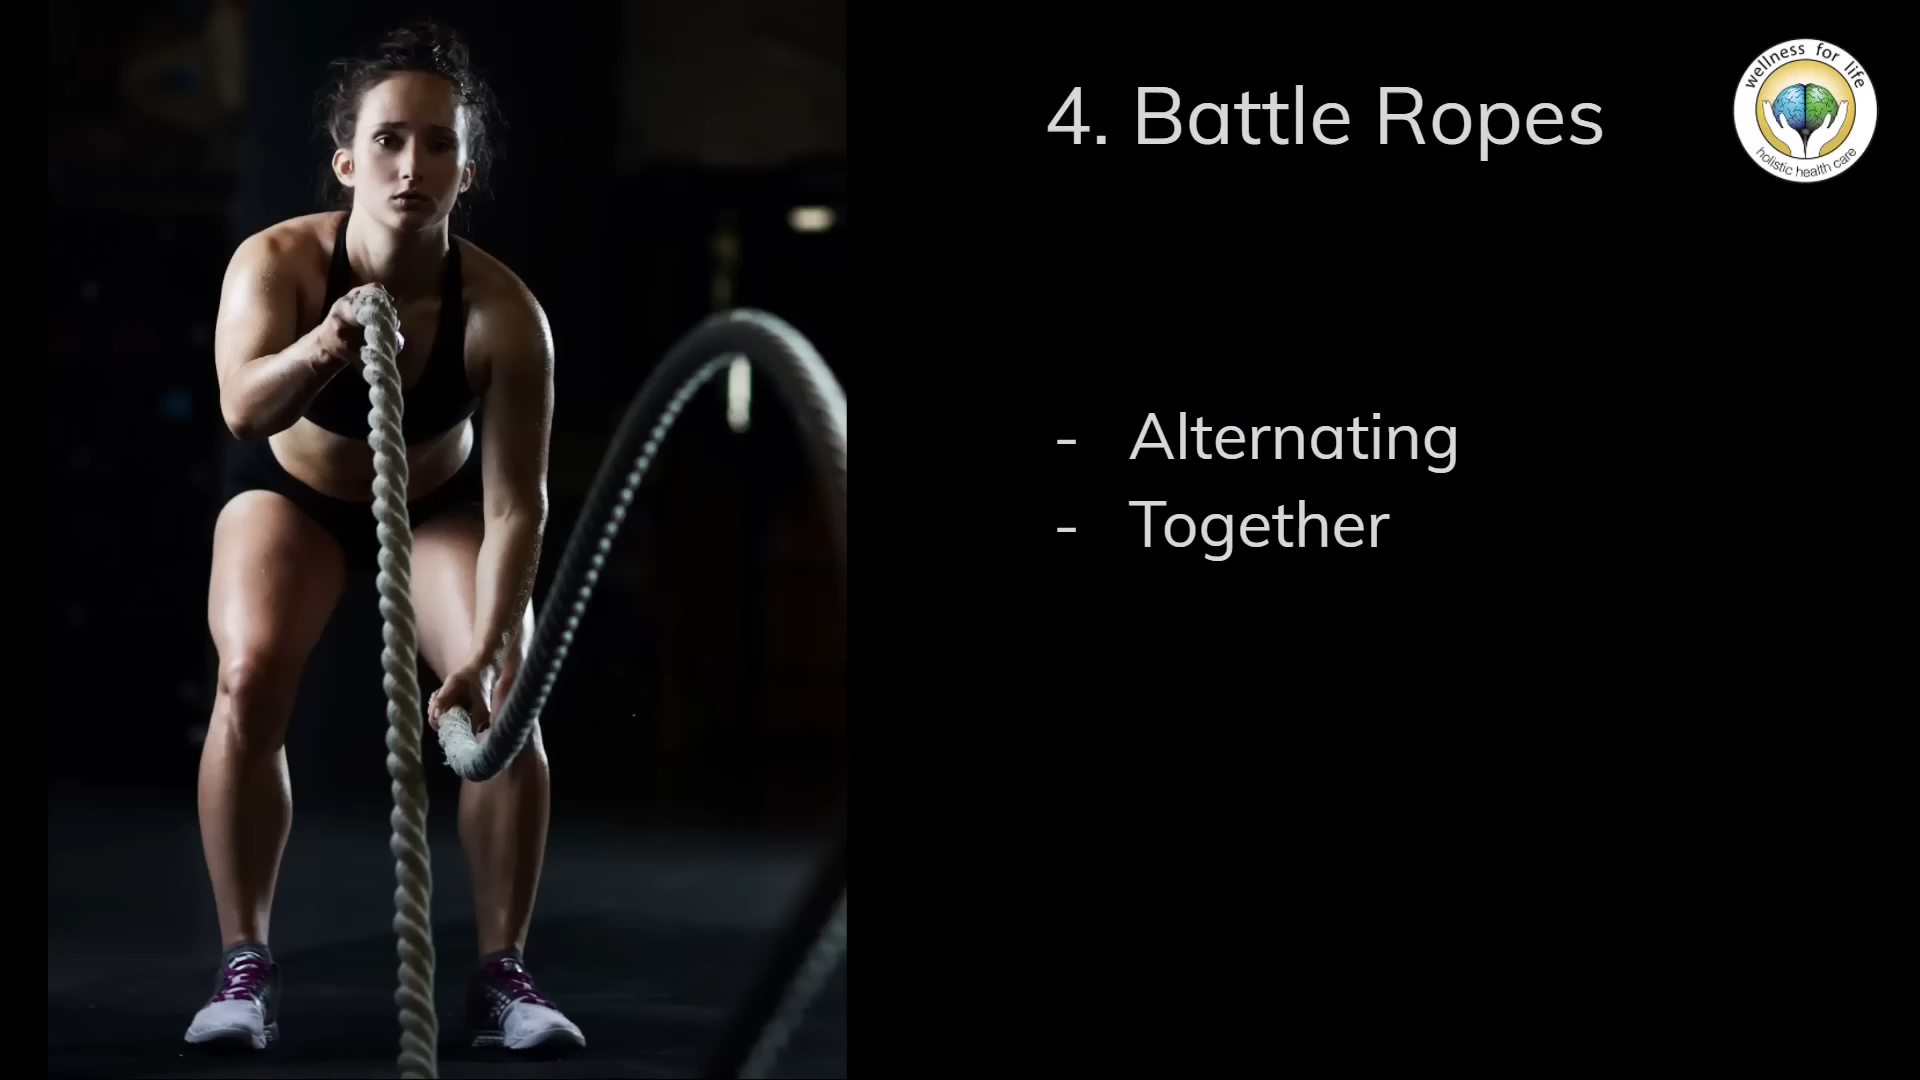 4. Battle Ropes
wellness for life
holistic health care
- Alternating
- Together